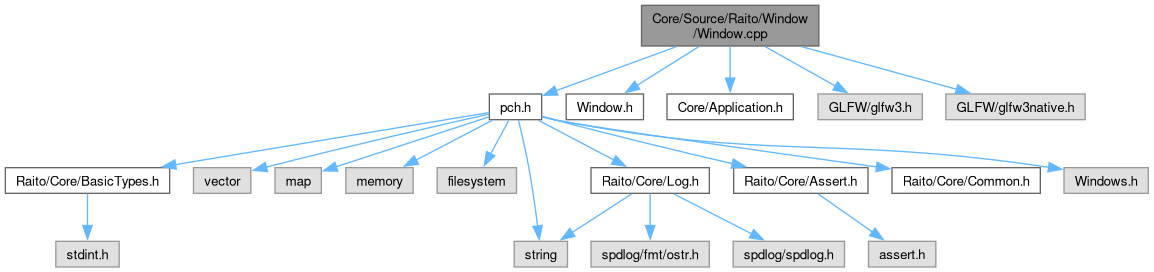 Core/Source/Raito/Window
/Window.cpp
pch.h
Window.h
Core/Application.h
GLFW/glfw3.h
GLFW/glfw3native.h
Raito/Core/BasicTypes.h
vector
map
memory
filesystem
Raito/Core/Log.h
Raito/Core/Assert.h
Raito/Core/Common.h
Windows.h
stdint.h
string
spdlog/fmt/ostr.h
spdlog/spdlog.h
assert.h